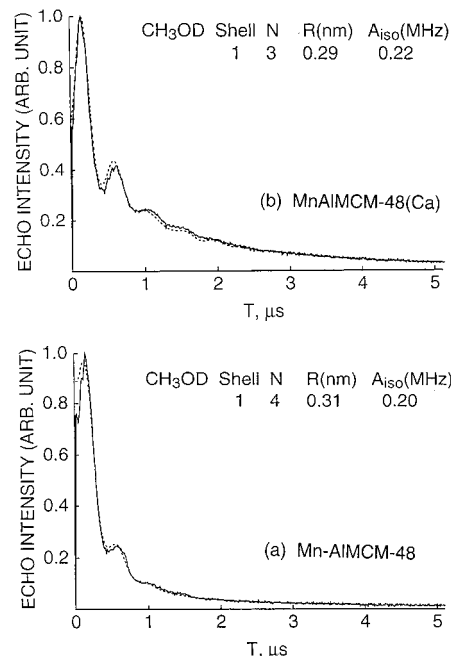 ECHO INTENSITY (ARB. UNIT)
1.0
0.8
0.6
0.4
0.2
CH3OD Shell N R(nm) Aiso(MHz)
1 3 0.29 0.22
(b) MnAlMCM-48(Ca)
0 1 2 3 4 5
T, μs
ECHO INTENSITY (ARB. UNIT)
1.0
0.8
0.6
0.4
0.2
CH3OD Shell N R(nm) Aiso(MHz)
1 4 0.31 0.20
(a) Mn-AlMCM-48
0 1 2 3 4 5
T, μs